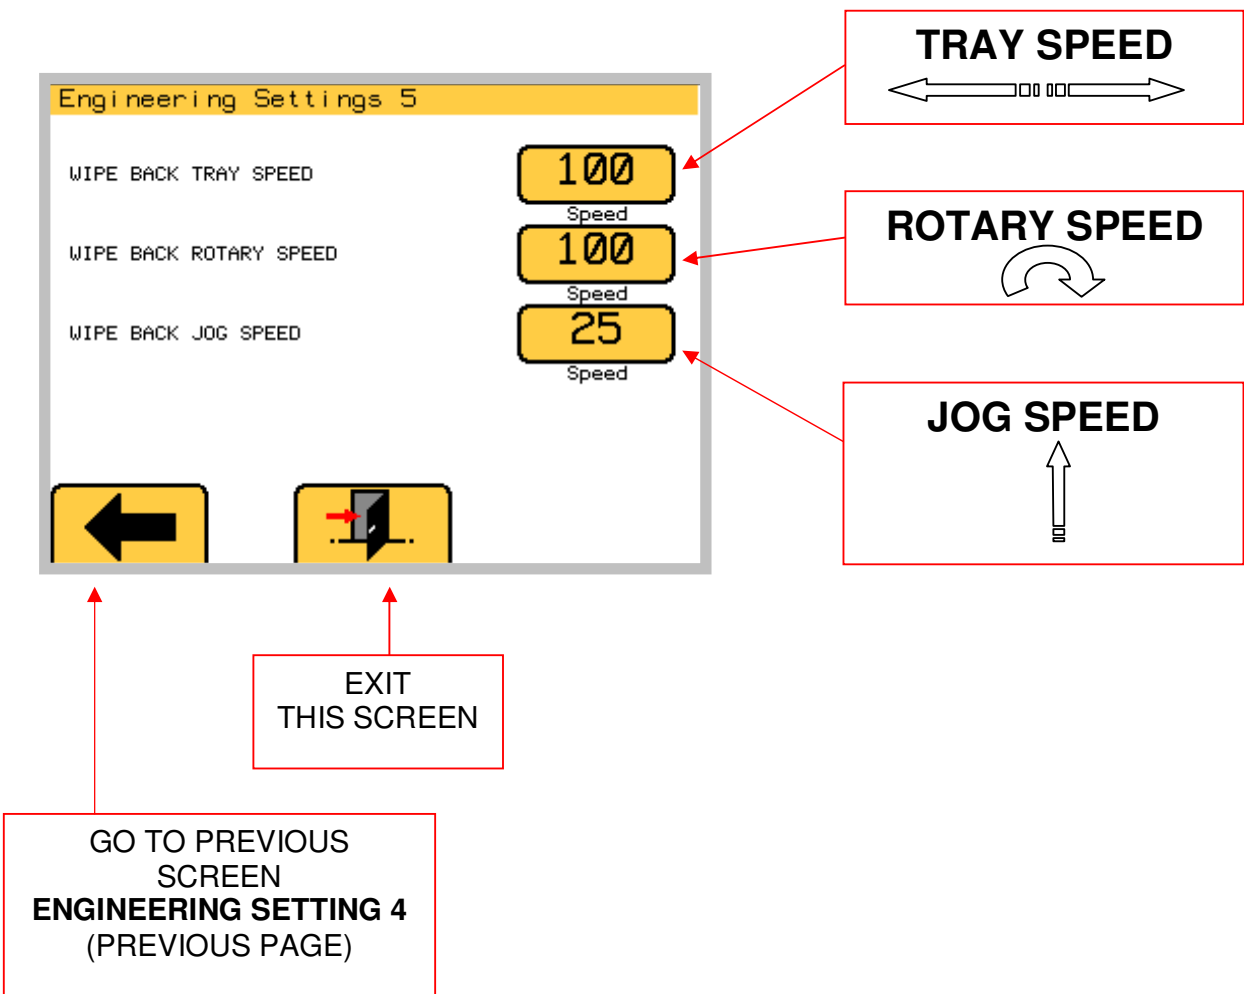 TRAY SPEED
Engineering Settings 5
WIPE BACK TRAY SPEED
100
Speed
ROTARY SPEED
WIPE BACK ROTARY SPEED
100
Speed
WIPE BACK JOG SPEED
25
Speed
JOG SPEED
EXIT
THIS SCREEN
GO TO PREVIOUS
SCREEN
ENGINEERING SETTING 4
(PREVIOUS PAGE)